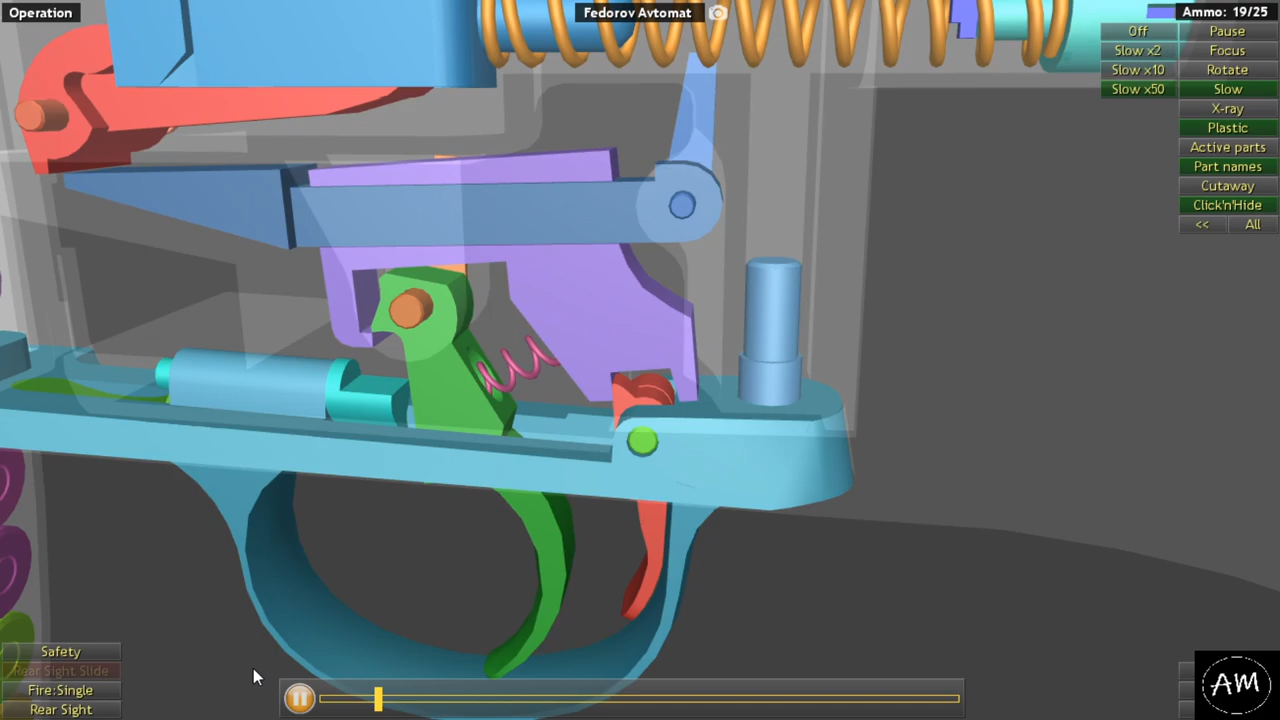 Operation
Fedorov Avtomat
Ammo: 19/25
Off
Pause
Slow x2
Focus
Slow x10
Rotate
Slow x50
Slow
X-ray
Plastic
Active parts
Part names
Cutaway
Click'n'Hide
<<
All
Safety
Rear Sight Slide
Fire:Single
Rear Sight
AM